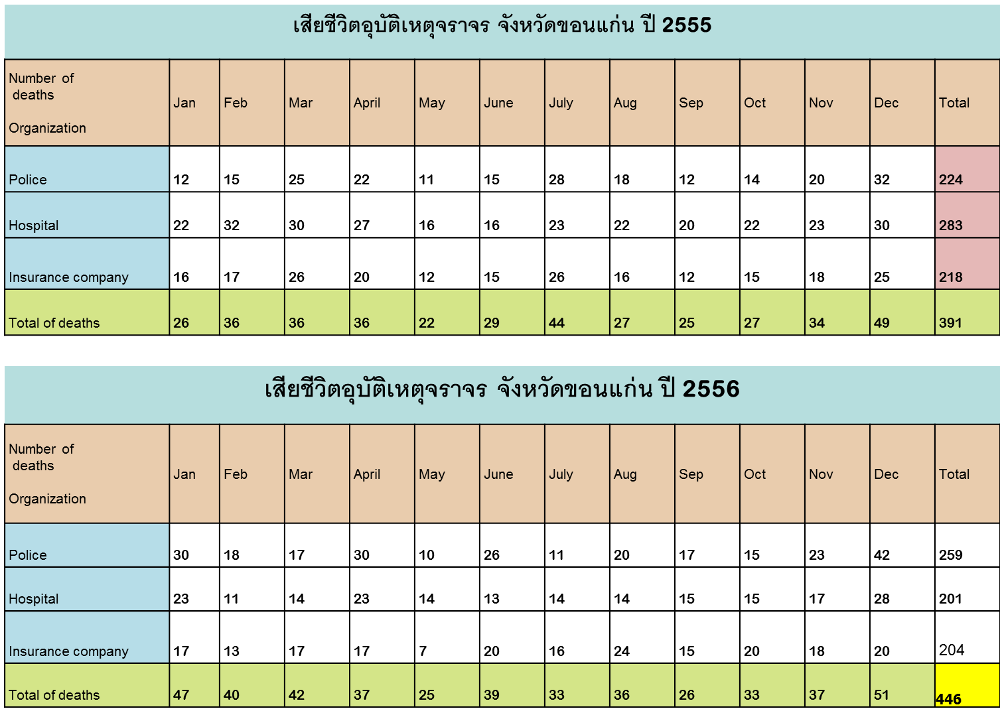 เสียชีวิตอุบัติเหตุจราจร จังหวัดขอนแก่น ปี 2555
Number of
deaths
Organization
Jan Feb Mar April May June July Aug Sep Oct Nov Dec Total
Police 12 15 25 22 11 15 28 18 12 14 20 32 224
Hospital 22 32 30 27 16 16 23 22 20 22 23 30 283
Insurance company 16 17 26 20 12 15 26 16 12 15 18 25 218
Total of deaths 26 36 36 36 22 29 44 27 25 27 34 49 391
เสียชีวิตอุบัติเหตุจราจร จังหวัดขอนแก่น ปี 2556
Number of
deaths
Organization
Jan Feb Mar April May June July Aug Sep Oct Nov Dec Total
Police 30 18 17 30 10 26 11 20 17 15 23 42 259
Hospital 23 11 14 23 14 13 14 14 15 15 17 28 201
Insurance company 17 13 17 17 7 20 16 24 15 20 18 20 204
Total of deaths 47 40 42 37 25 39 33 36 26 33 37 51 446